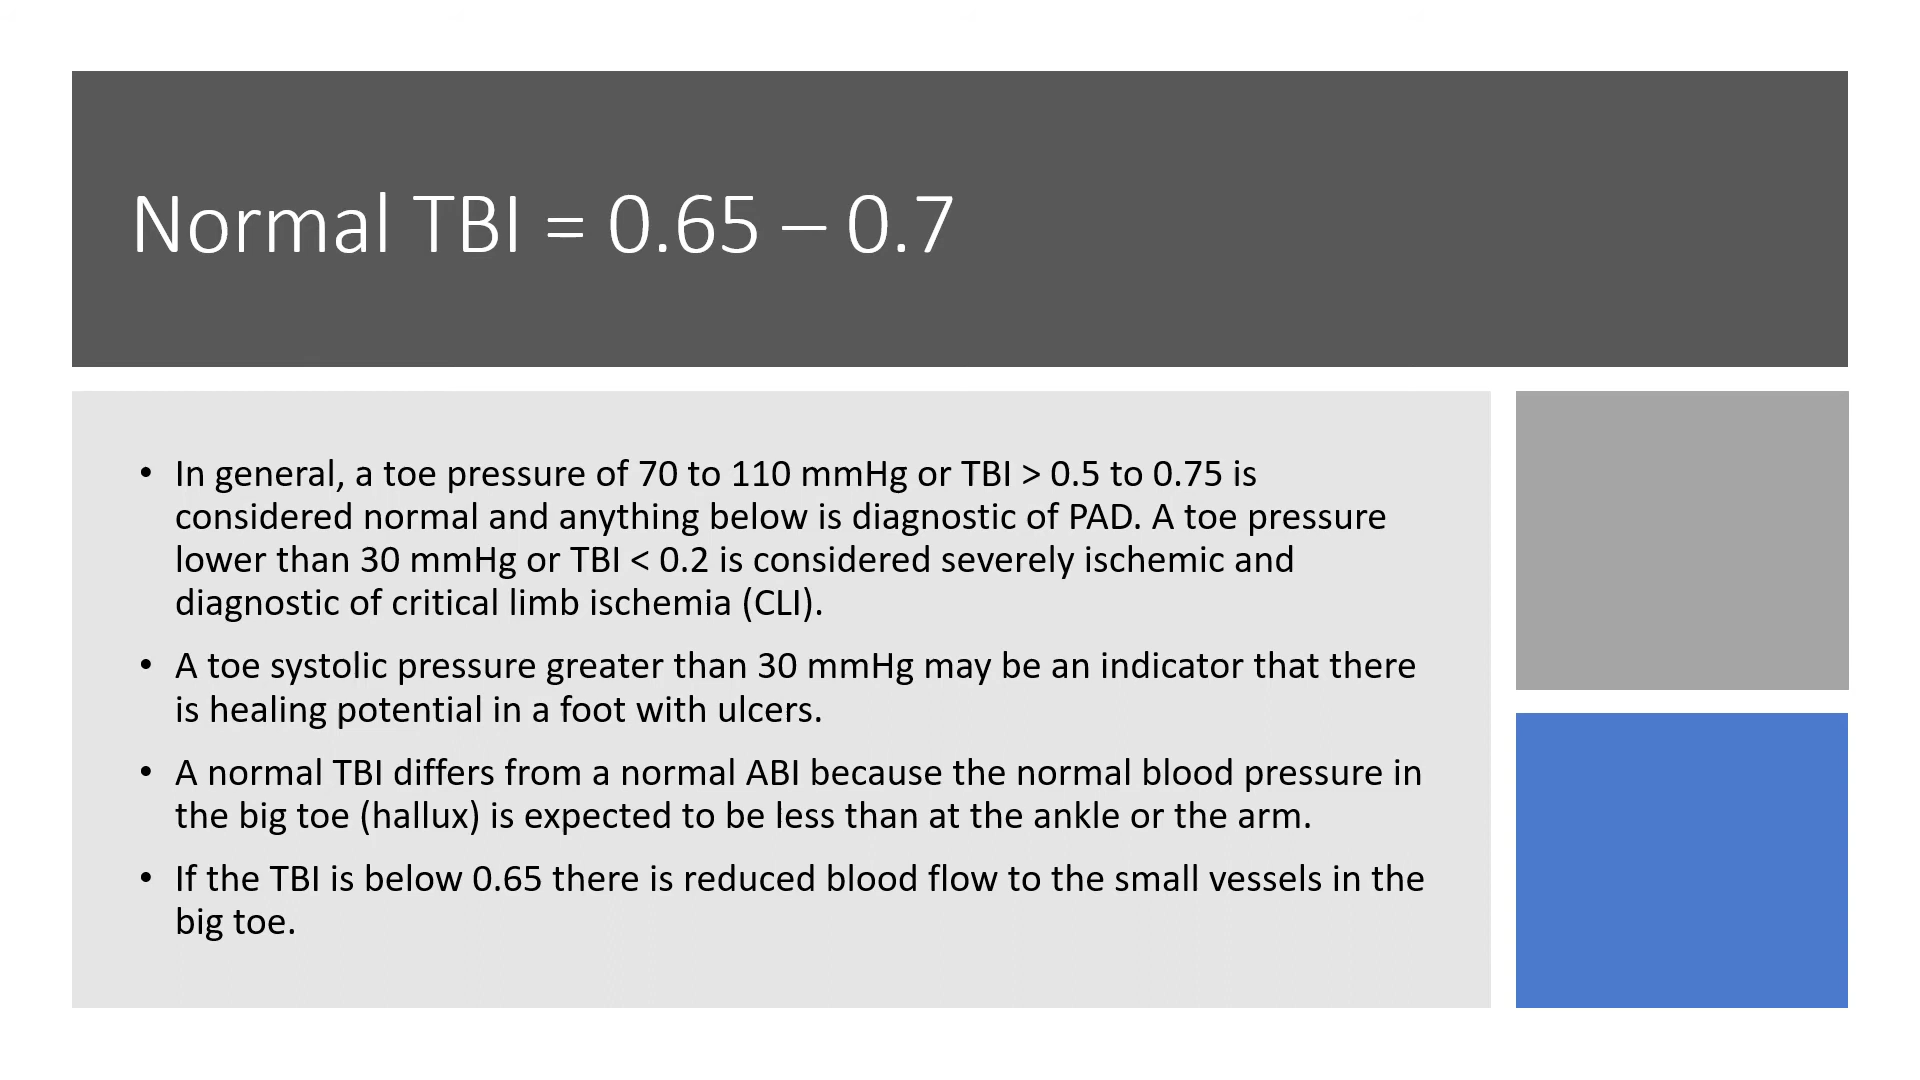 Normal TBI = 0.65 – 0.7
• In general, a toe pressure of 70 to 110 mmHg or TBI > 0.5 to 0.75 is
considered normal and anything below is diagnostic of PAD. A toe pressure
lower than 30 mmHg or TBI < 0.2 is considered severely ischemic and
diagnostic of critical limb ischemia (CLI).
• A toe systolic pressure greater than 30 mmHg may be an indicator that there
is healing potential in a foot with ulcers.
• A normal TBI differs from a normal ABI because the normal blood pressure in
the big toe (hallux) is expected to be less than at the ankle or the arm.
• If the TBI is below 0.65 there is reduced blood flow to the small vessels in the
big toe.